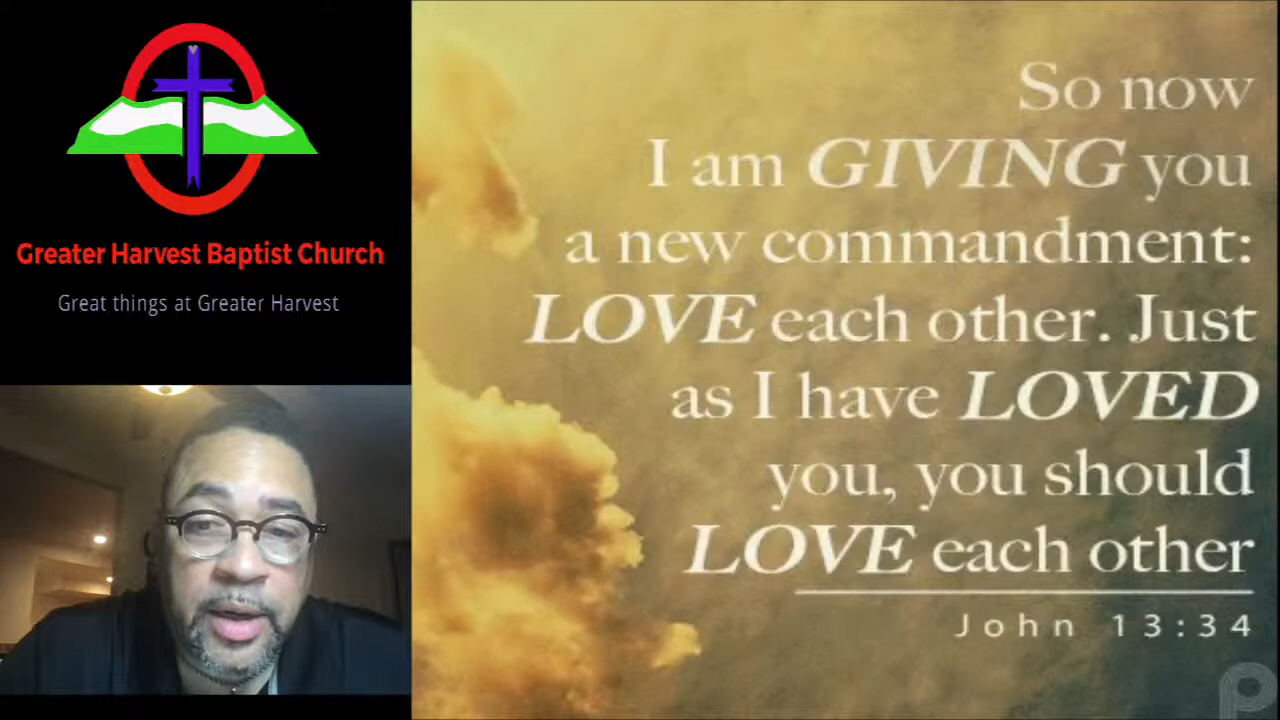 Greater Harvest Baptist Church
Great things at Greater Harvest
So now
I am GIVING you
a new commandment:
LOVE each other. Just
as I have LOVED
you, you should
LOVE each other
John 13:34